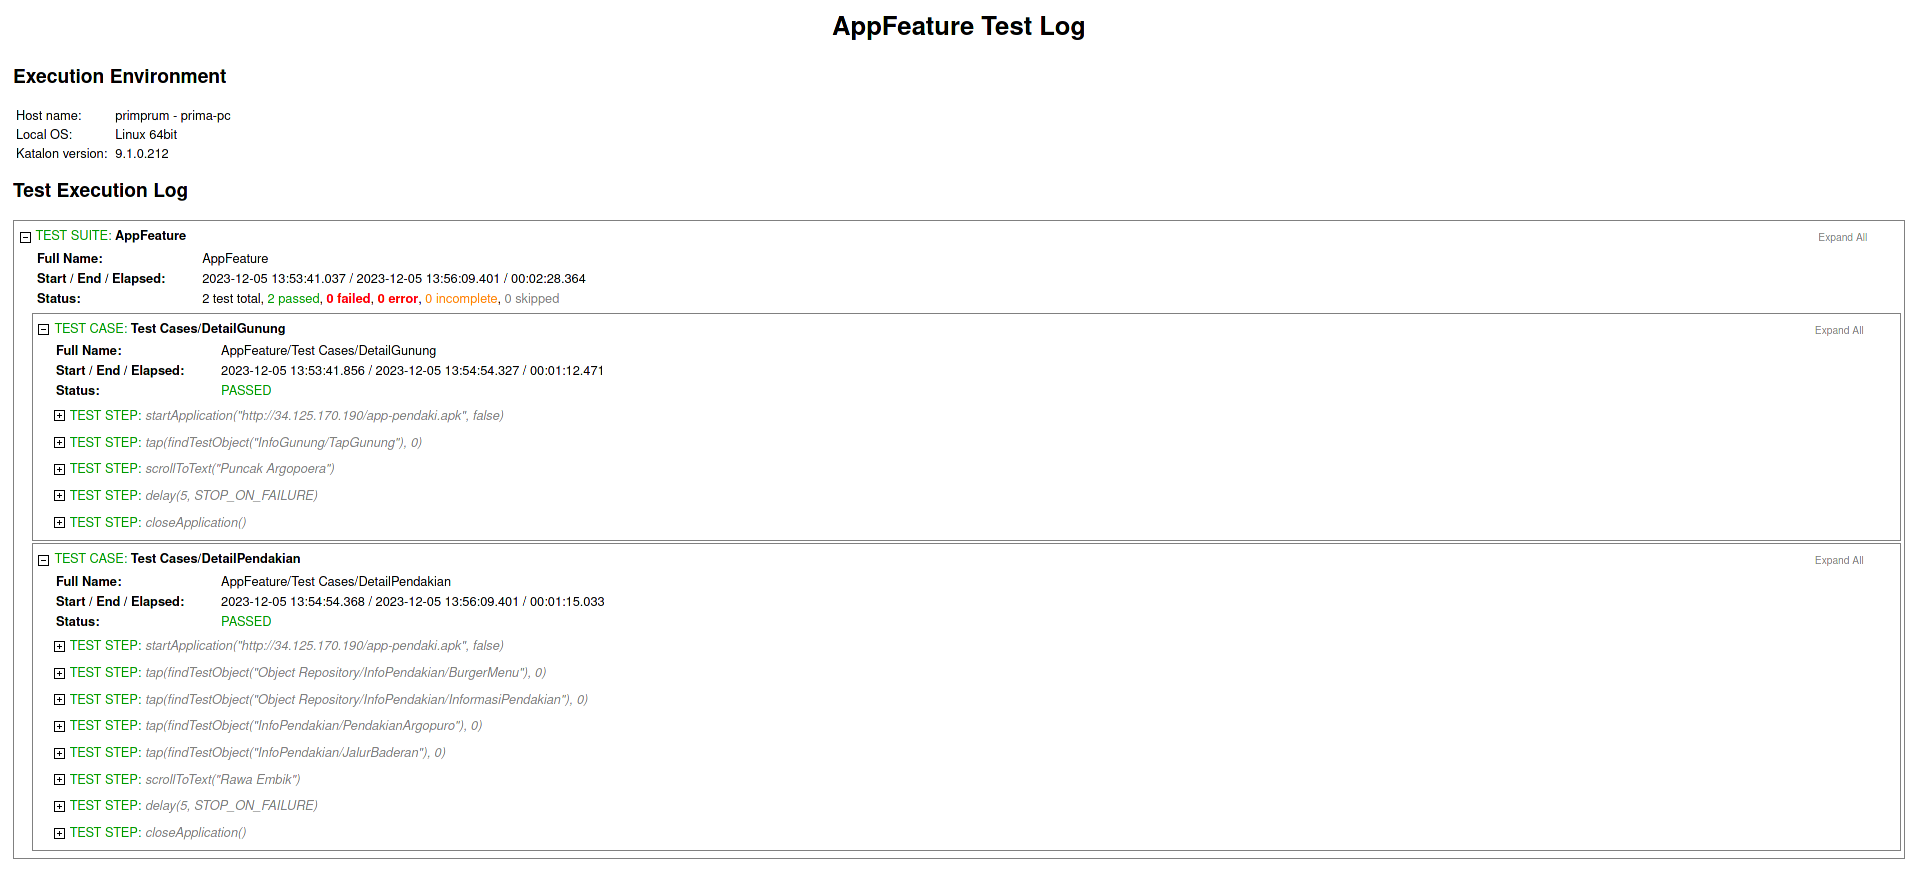 AppFeature Test Log
Execution Environment
Host name: primprum - prima-pc
Local OS: Linux 64bit
Katalon version: 9.1.0.212
Test Execution Log
TEST SUITE: AppFeature Expand All
Full Name: AppFeature
Start / End / Elapsed: 2023-12-05 13:53:41.037 / 2023-12-05 13:56:09.401 / 00:02:28.364
Status: 2 test total, 2 passed, 0 failed, 0 error, 0 incomplete, 0 skipped
TEST CASE: Test Cases/DetailGunung Expand All
Full Name: AppFeature/Test Cases/DetailGunung
Start / End / Elapsed: 2023-12-05 13:53:41.856 / 2023-12-05 13:54:54.327 / 00:01:12.471
Status: PASSED
TEST STEP: startApplication("http://34.125.170.190/app-pendaki.apk", false)
TEST STEP: tap(findTestObject("InfoGunung/TapGunung"), 0)
TEST STEP: scrollToText("Puncak Argopoera")
TEST STEP: delay(5, STOP_ON_FAILURE)
TEST STEP: closeApplication()
TEST CASE: Test Cases/DetailPendakian Expand All
Full Name: AppFeature/Test Cases/DetailPendakian
Start / End / Elapsed: 2023-12-05 13:54:54.368 / 2023-12-05 13:56:09.401 / 00:01:15.033
Status: PASSED
TEST STEP: startApplication("http://34.125.170.190/app-pendaki.apk", false)
TEST STEP: tap(findTestObject("Object Repository/InfoPendakian/BurgerMenu"), 0)
TEST STEP: tap(findTestObject("Object Repository/InfoPendakian/InformasiPendakian"), 0)
TEST STEP: tap(findTestObject("InfoPendakian/PendakianArgopuro"), 0)
TEST STEP: tap(findTestObject("InfoPendakian/JalurBaderan"), 0)
TEST STEP: scrollToText("Rawa Embik")
TEST STEP: delay(5, STOP_ON_FAILURE)
TEST STEP: closeApplication()